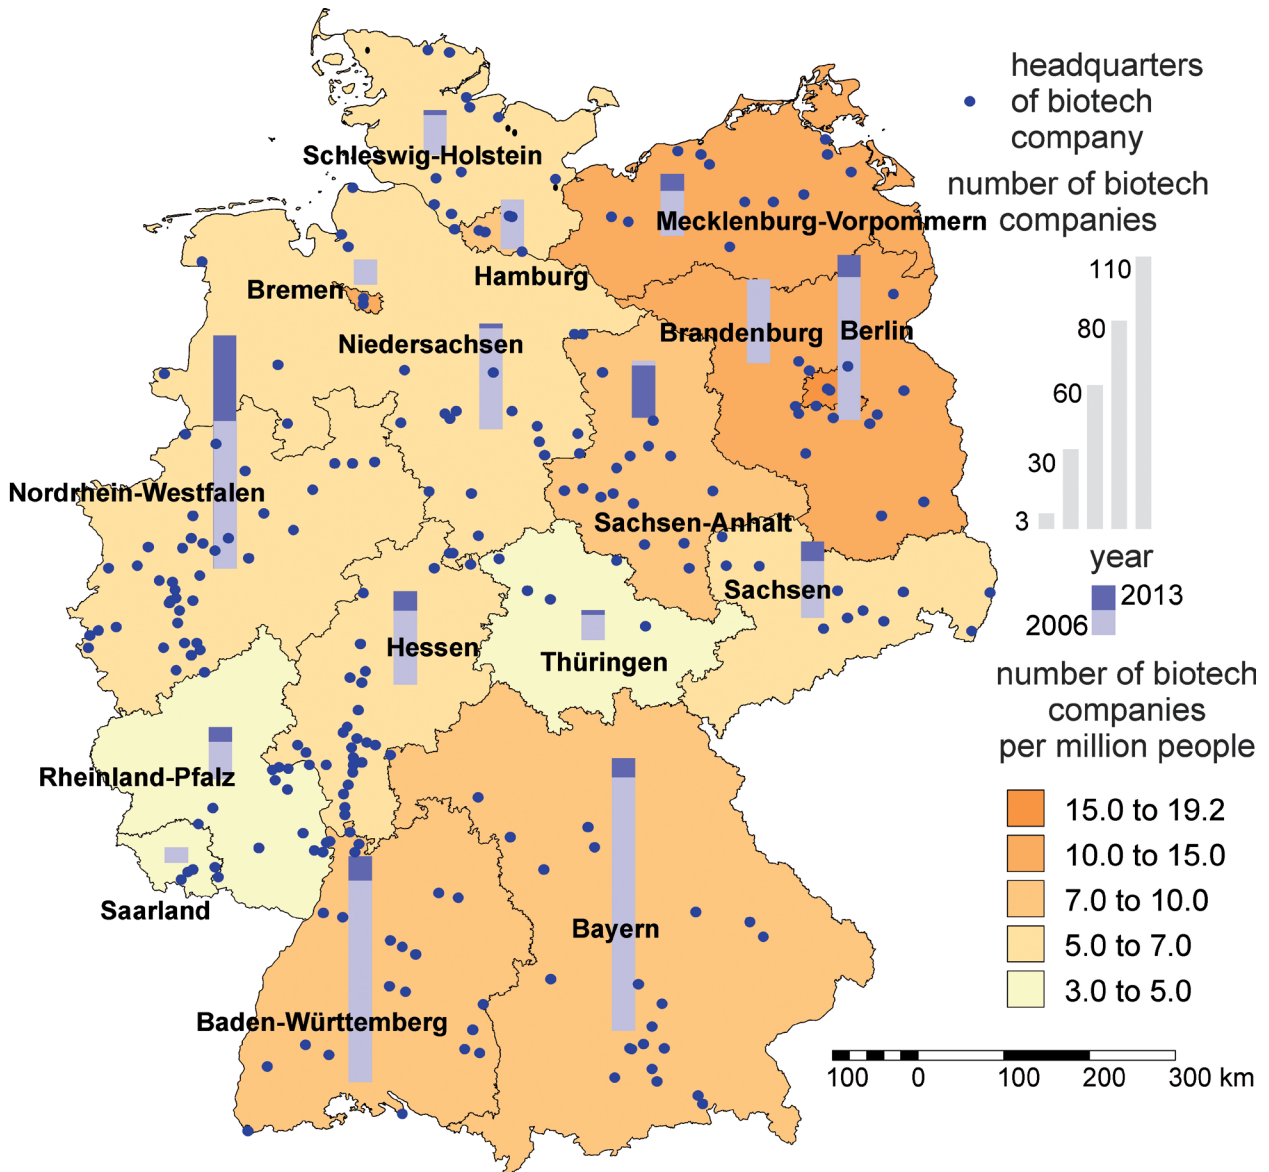 headquarters
of biotech
company
Schleswig-Holstein
number of biotech
companies
Mecklenburg-Vorpommern
110
Hamburg
Bremen
Brandenburg
Berlin
80
Niedersachsen
60
30
Nordrhein-Westfalen
Sachsen-Anhalt
3
year
Sachsen
2013
2006
Hessen
Thüringen
number of biotech
companies
per million people
Rheinland-Pfalz
15.0 to 19.2
10.0 to 15.0
7.0 to 10.0
Saarland
Bayern
5.0 to 7.0
3.0 to 5.0
Baden-Württemberg
100 0 100 200 300 km